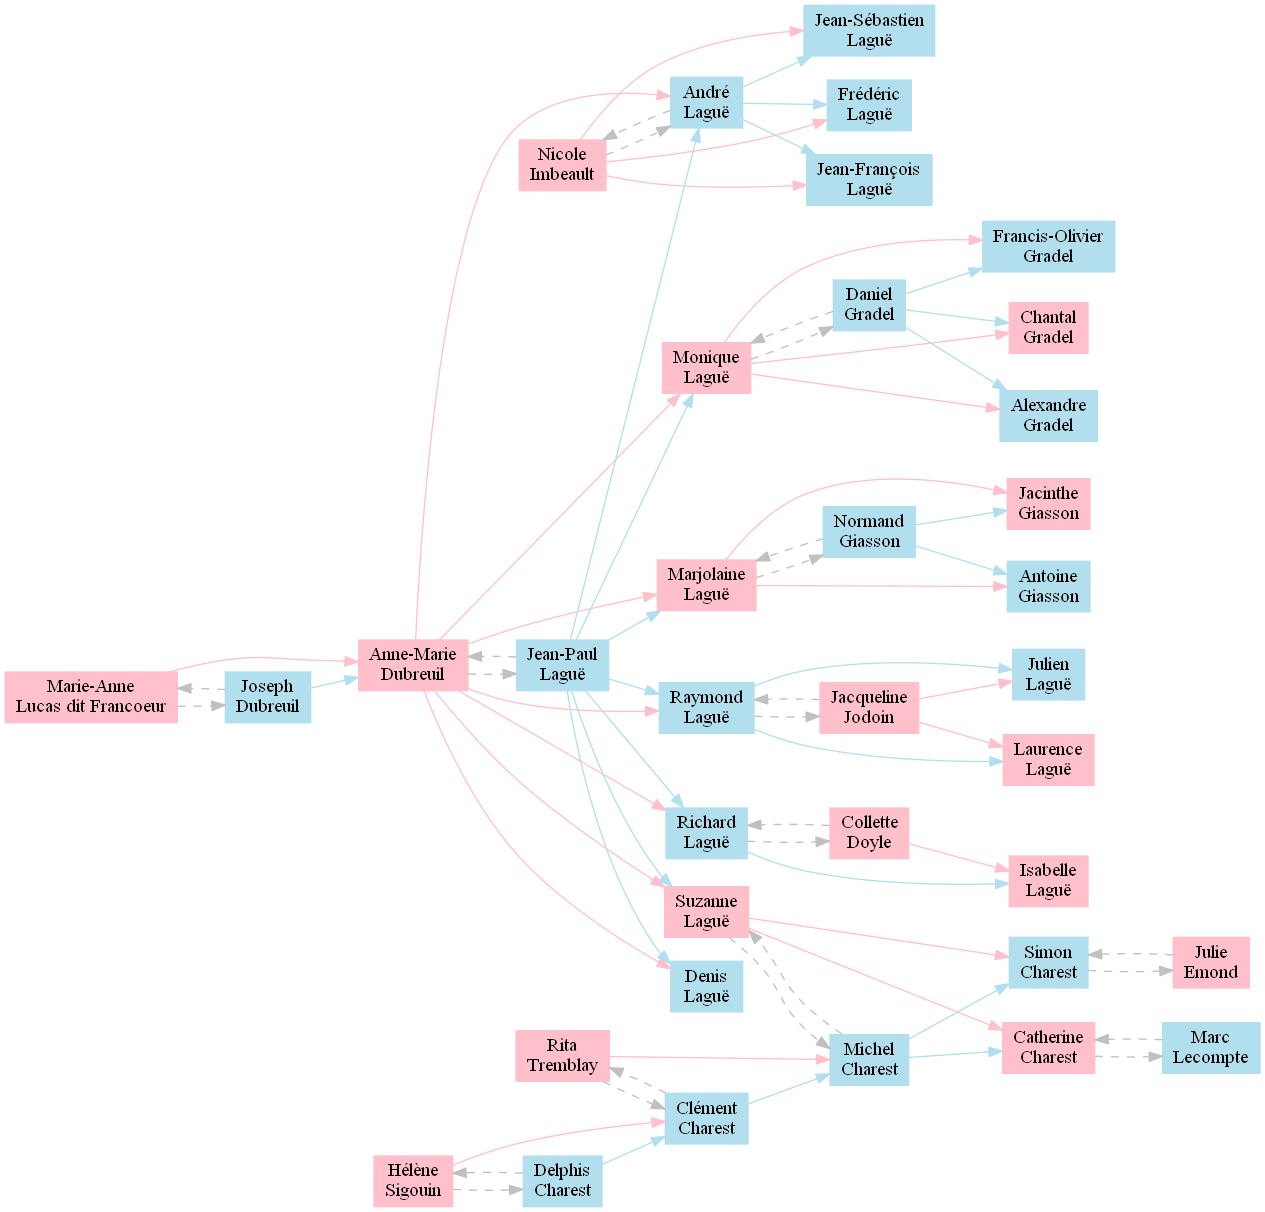 Jean-Sébastien
Laguë
André
Laguë
Frédéric
Laguë
Nicole
Imbeault
Jean-François
Laguë
Francis-Olivier
Gradel
Daniel
Gradel
Chantal
Gradel
Monique
Laguë
Alexandre
Gradel
Jacinthe
Giasson
Normand
Giasson
Marjolaine
Laguë
Antoine
Giasson
Anne-Marie
Dubreuil
Jean-Paul
Laguë
Julien
Laguë
Marie-Anne
Lucas dit Francoeur
Joseph
Dubreuil
Raymond
Laguë
Jacqueline
Jodoin
Laurence
Laguë
Richard
Laguë
Collette
Doyle
Isabelle
Laguë
Suzanne
Laguë
Simon
Charest
Julie
Emond
Denis
Laguë
Rita
Tremblay
Michel
Charest
Catherine
Charest
Marc
Lecompte
Clément
Charest
Hélène
Sigouin
Delphis
Charest